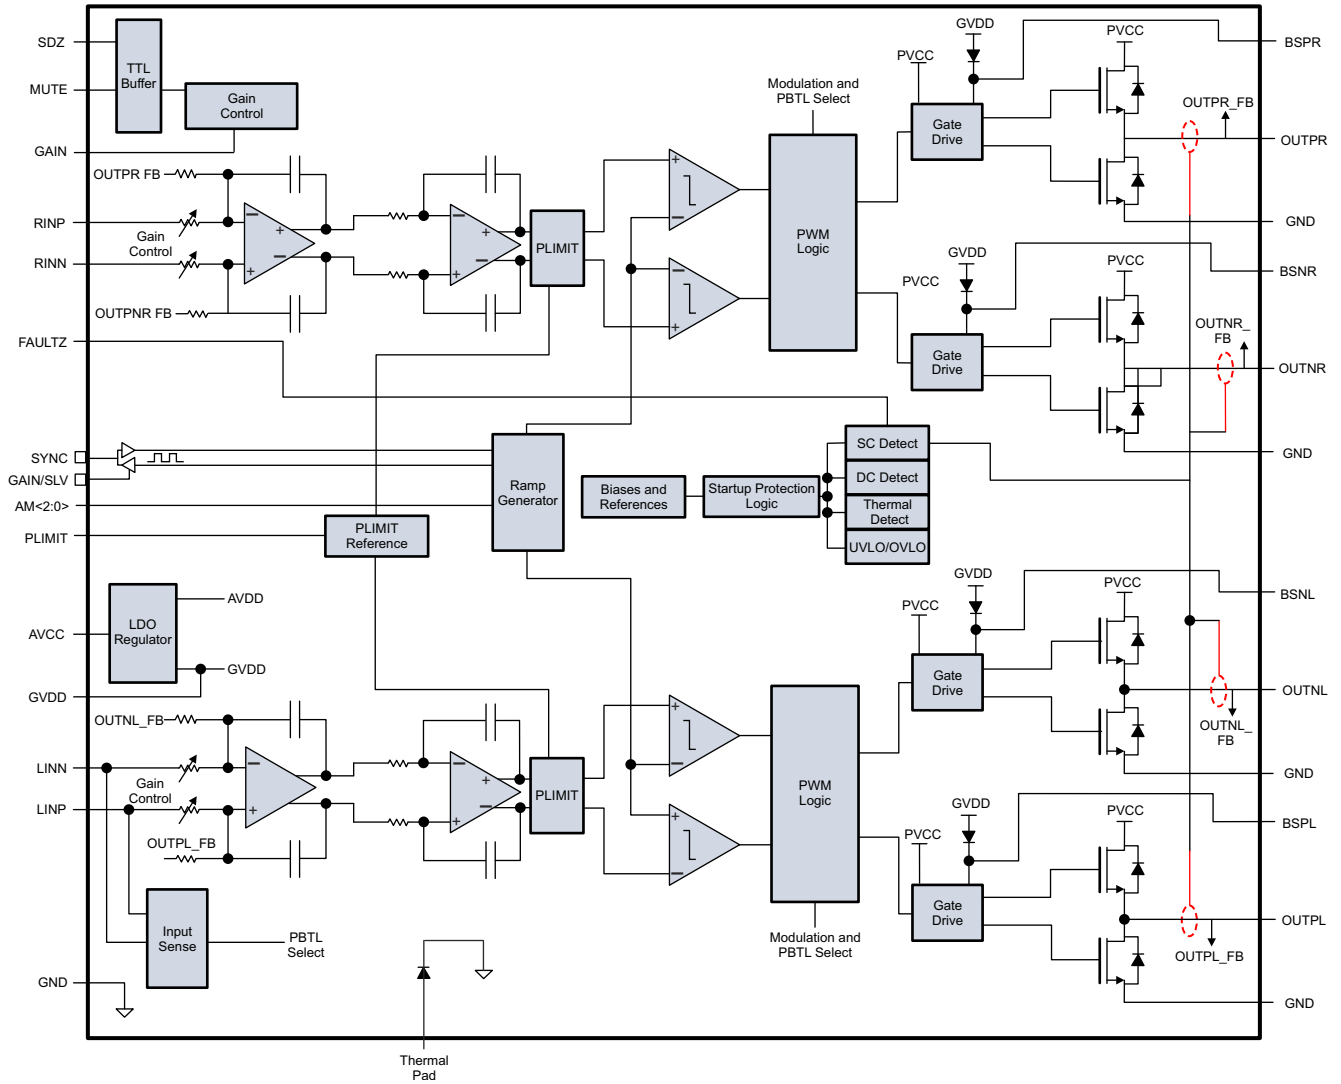 SDZ
MUTE
GAIN
RINP
RINN
FAULTZ
SYNC
GAIN/SLV
AM<2:0>
PLIMIT
AVCC
GVDD
LINN
LINP
GND
TTL
Buffer
Gain
Control
OUTPR FB
Gain
Control
OUTPNR FB
PLIMIT
Modulation and
PBTL Select
PWM
Logic
GVDD
PVCC
Gate
Drive
PVCC
OUTPR_FB
BSPR
OUTPR
GND
GVDD
PVCC
Gate
Drive
PVCC
OUTNR_
FB
BSNR
OUTNR
GND
Ramp
Generator
PLIMIT
Reference
Biases and
References
Startup Protection
Logic
SC Detect
DC Detect
Thermal
Detect
UVLO/OVLO
LDO
Regulator
AVDD
GVDD
OUTNL_FB
Gain
Control
OUTPL_FB
PLIMIT
PWM
Logic
Modulation and
PBTL Select
GVDD
PVCC
Gate
Drive
PVCC
BSNL
OUTNL
OUTNL_
FB
GND
GVDD
PVCC
Gate
Drive
PVCC
BSPL
OUTPL
OUTPL_FB
GND
Input
Sense
PBTL
Select
Thermal
Pad